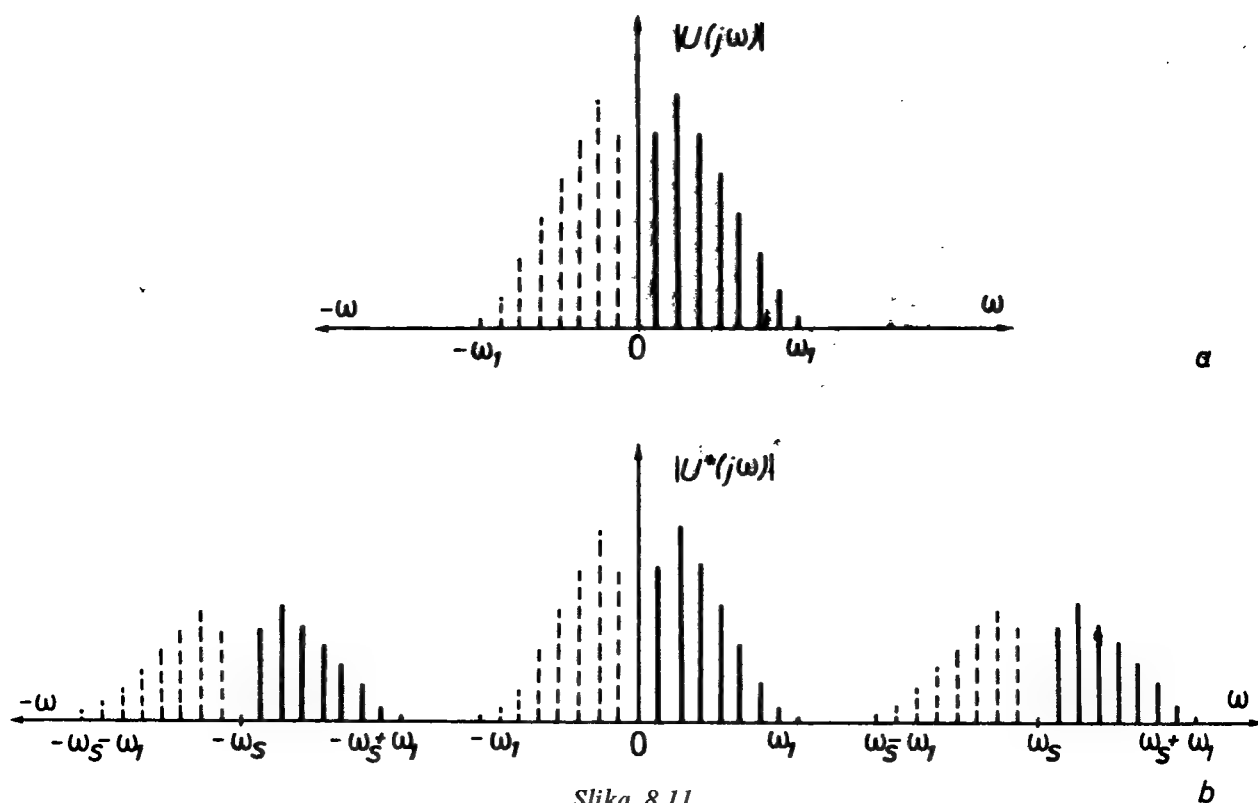 |U(jω)|
-ω ω
-ω₁ 0 ω₁
a
|U*(jω)|
-ω ω
-ωₛ-ω₁ -ωₛ -ωₛ+ω₁ -ω₁ 0 ω₁ ωₛ-ω₁ ωₛ ωₛ+ω₁
Slika 8.11
b